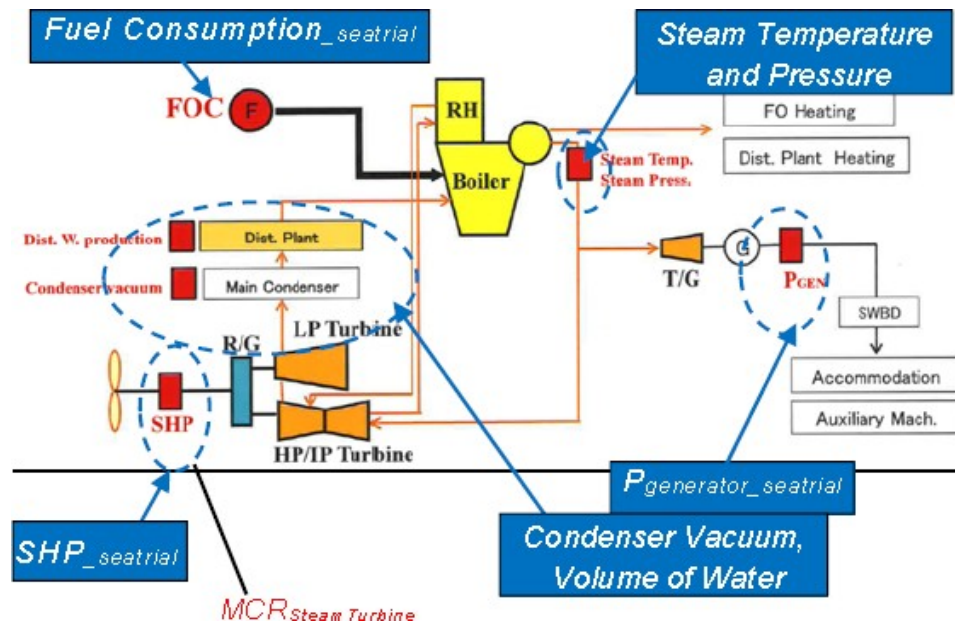 Fuel Consumption_seatrial
Steam Temperature
and Pressure
FOC
F
RH
FO Heating
Dist. Plant Heating
Boiler
Steam Temp.
Steam Press.
Dist. W. production
Dist. Plant
Condenser vacuum
Main Condenser
T/G
G
PGEN
SWBD
LP Turbine
R/G
Accommodation
Auxiliary Mach.
SHP
HP/IP Turbine
Pgenerator_seatrial
SHP_seatrial
Condenser Vacuum,
Volume of Water
MCRSteam Turbine